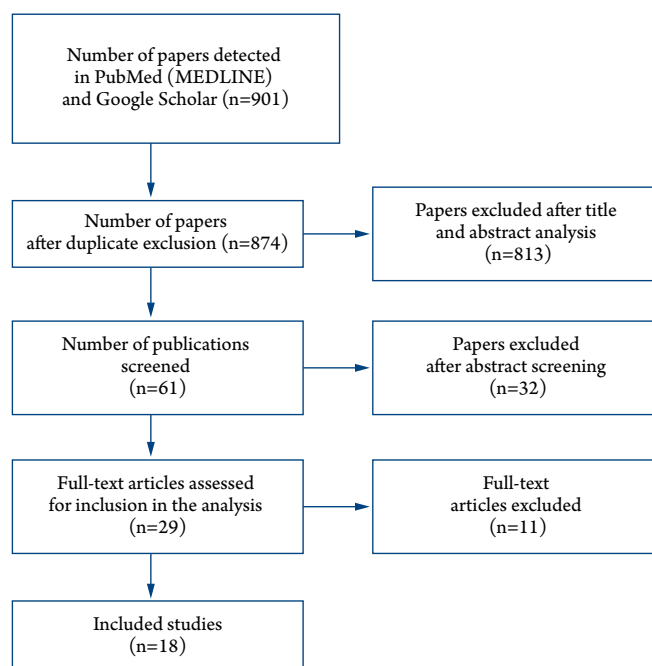 Number of papers detected
in PubMed (MEDLINE)
and Google Scholar (n=901)
Number of papers
after duplicate exclusion (n=874)
Papers excluded after title
and abstract analysis
(n=813)
Number of publications
screened
(n=61)
Papers excluded
after abstract screening
(n=32)
Full-text articles assessed
for inclusion in the analysis
(n=29)
Full-text
articles excluded
(n=11)
Included studies
(n=18)